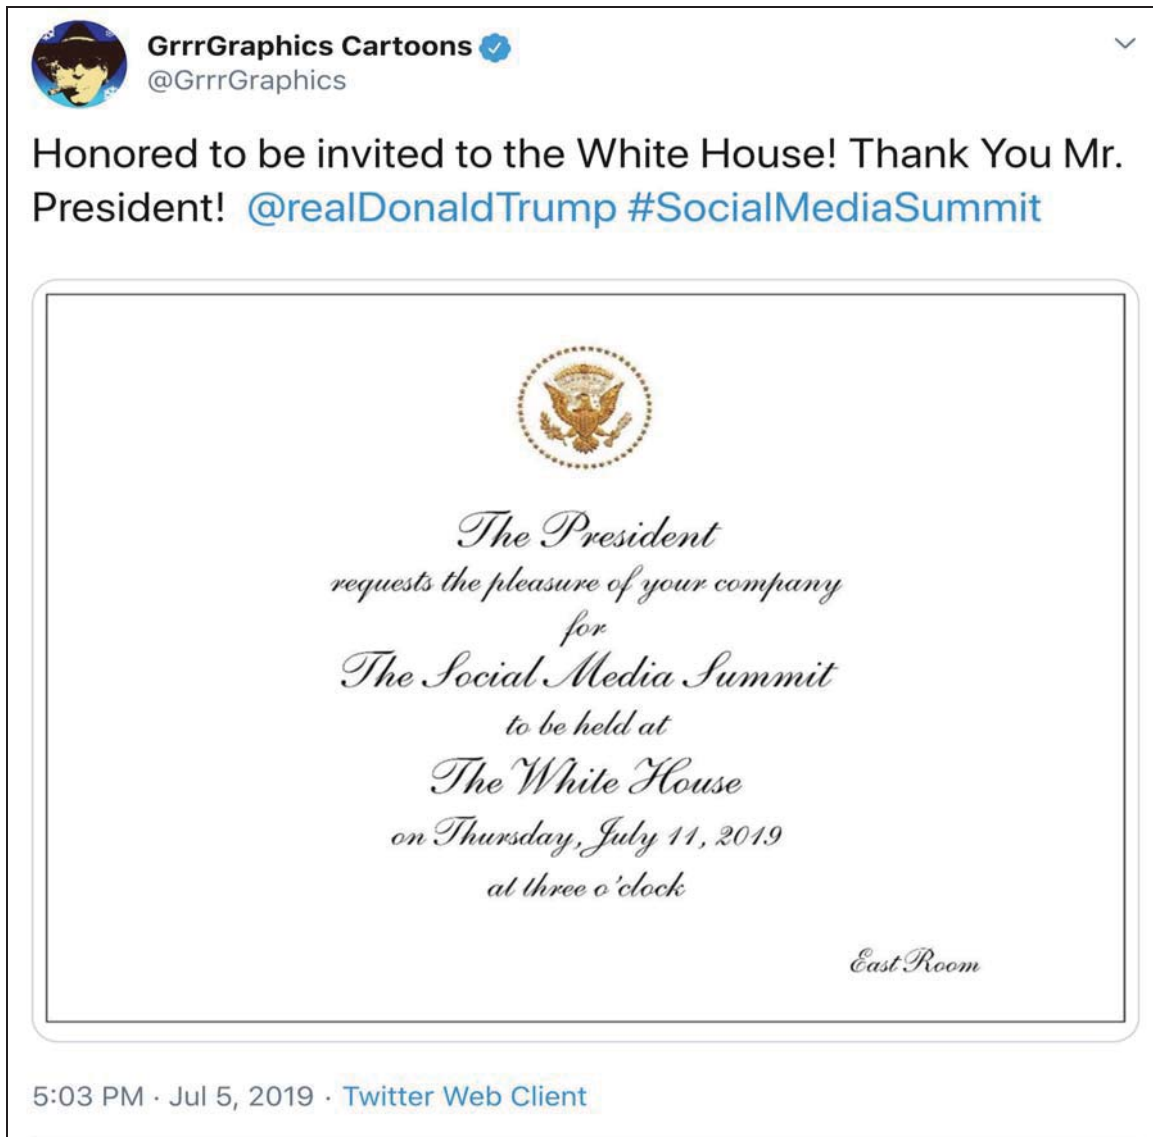 GrrrGraphics Cartoons
@GrrrGraphics
Honored to be invited to the White House! Thank You Mr.
President! @realDonaldTrump #SocialMediaSummit
The President
requests the pleasure of your company
for
The Social Media Summit
to be held at
The White House
on Thursday, July 11, 2019
at three o'clock
East Room
5:03 PM · Jul 5, 2019 · Twitter Web Client